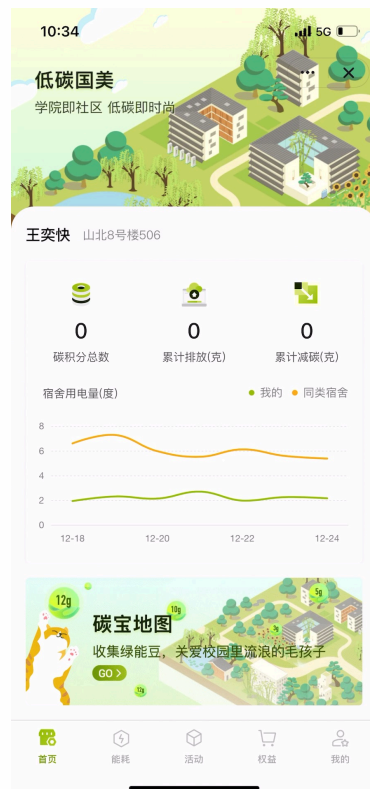 10:34
5G
低碳国美
学院即社区 低碳即时尚
王奕快 山北8号楼506
0 0 0
碳积分总数 累计排放(克) 累计减碳(克)
宿舍用电量(度) 我的 同类宿舍
8
6
4
2
0
12-18 12-20 12-22 12-24
12g 10g 5g
碳宝地图
收集绿能豆，关爱校园里流浪的毛孩子
GO >
首页 能耗 活动 权益 我的